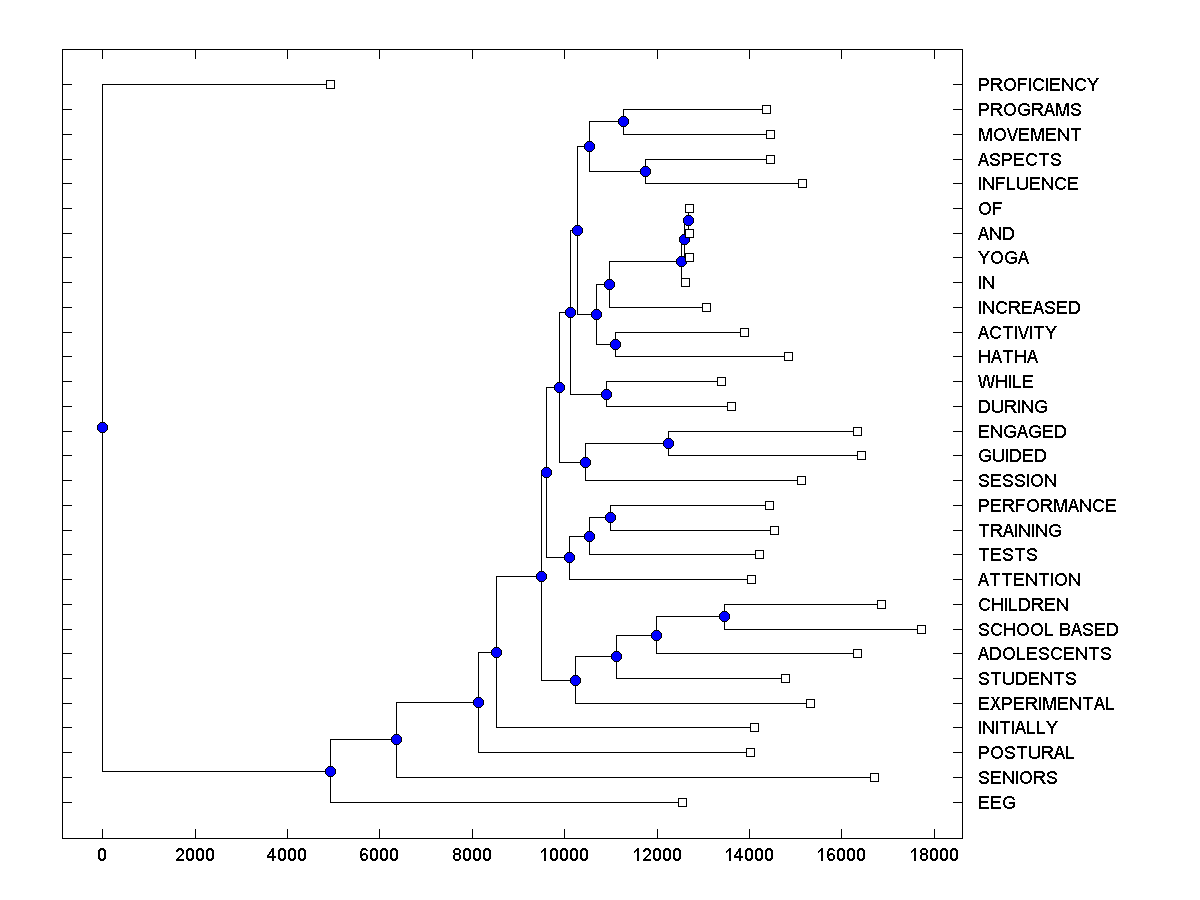 PROFICIENCY
PROGRAMS
MOVEMENT
ASPECTS
INFLUENCE
OF
AND
YOGA
IN
INCREASED
ACTIVITY
HATHA
WHILE
DURING
ENGAGED
GUIDED
SESSION
PERFORMANCE
TRAINING
TESTS
ATTENTION
CHILDREN
SCHOOL BASED
ADOLESCENTS
STUDENTS
EXPERIMENTAL
INITIALLY
POSTURAL
SENIORS
EEG
0 2000 4000 6000 8000 10000 12000 14000 16000 18000